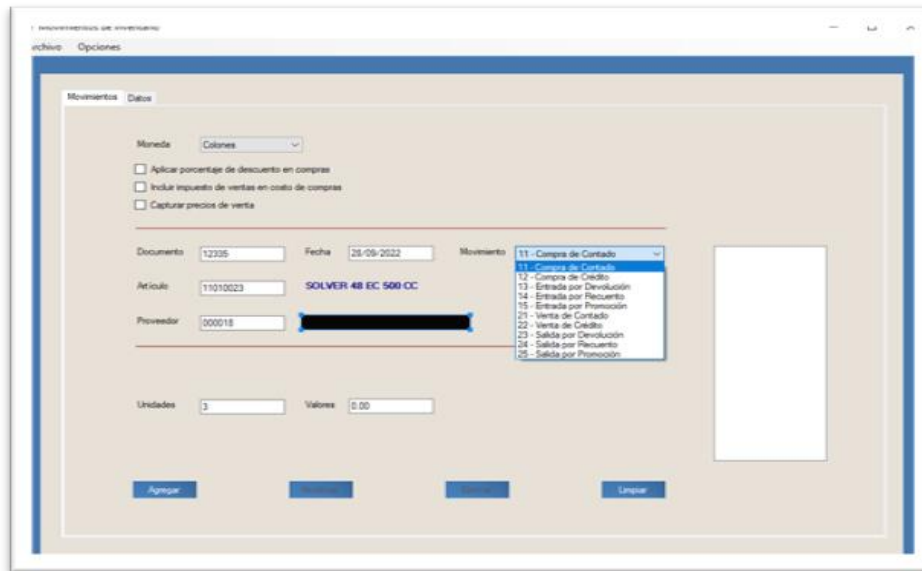 Movimientos de Inventario
rchivo Opciones
Movimientos Datos
Moneda Colones
Aplicar porcentaje de descuento en compras
Incluir impuesto de ventas en costo de compras
Capturar precios de venta
Documento 12335 Fecha 28/09/2022 Movimiento 11 - Compra de Contado
11 - Compra de Contado
12 - Compra de Crédito
13 - Entrada por Devolución
14 - Entrada por Recuento
15 - Entrada por Promoción
21 - Venta de Contado
22 - Venta de Crédito
23 - Salida por Devolución
24 - Salida por Recuento
25 - Salida por Promoción
Artículo 11010023 SOLVER 48 EC 500 CC
Proveedor 000018
Unidades 3 Valores 0.00
Agregar Limpiar